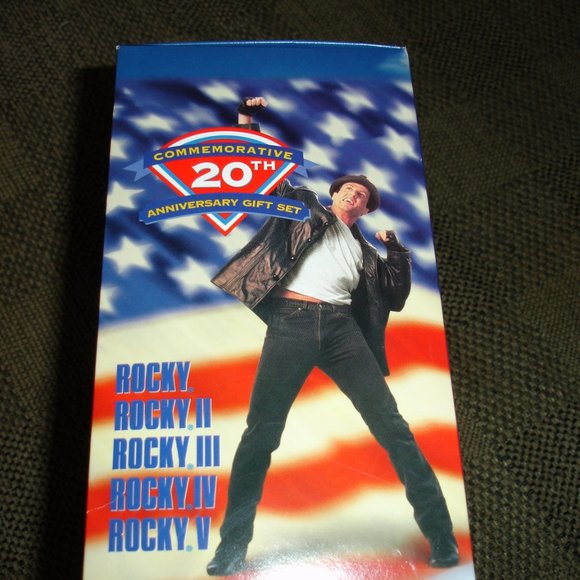 COMMEMORATIVE
20TH
ANNIVERSARY GIFT SET
ROCKY®
ROCKY® II
ROCKY® III
ROCKY® IV
ROCKY® V